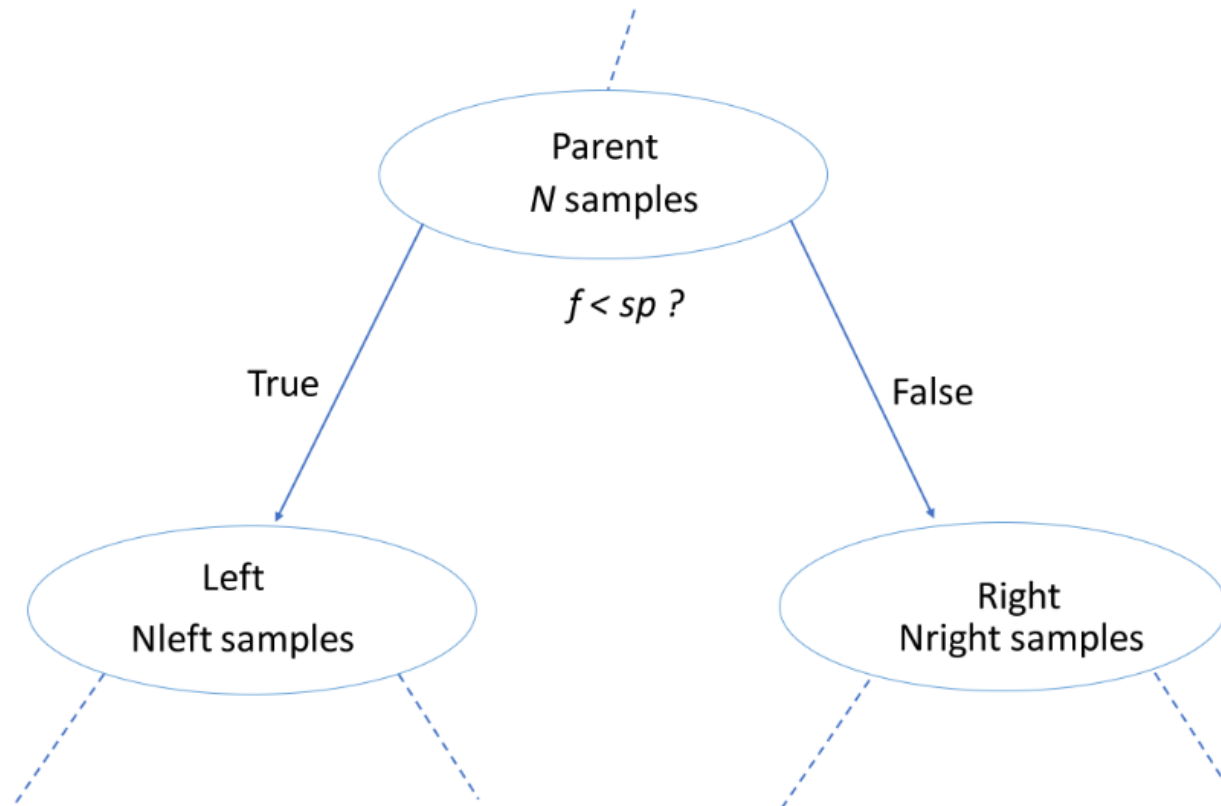 Parent
N samples
f < sp ?
True
False
Left
Nleft samples
Right
Nright samples